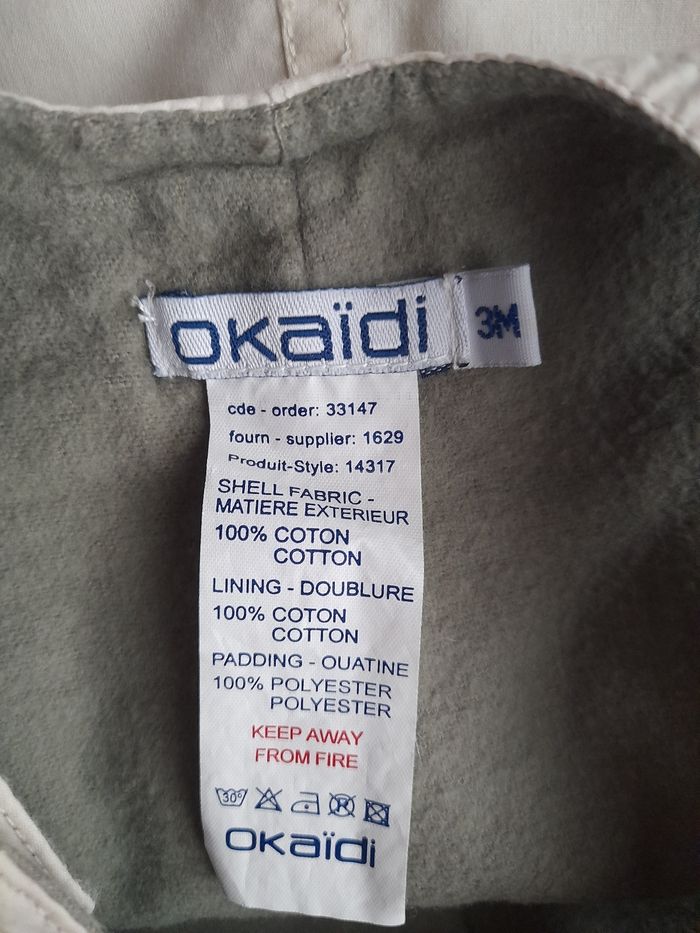 okaïdi
3M
cde - order: 33147
fourn - supplier: 1629
Produit-Style: 14317
SHELL FABRIC -
MATIERE EXTERIEUR
100% COTON
COTTON
LINING - DOUBLURE
100% COTON
COTTON
PADDING - OUATINE
100% POLYESTER
POLYESTER
KEEP AWAY
FROM FIRE
30°
okaïdi